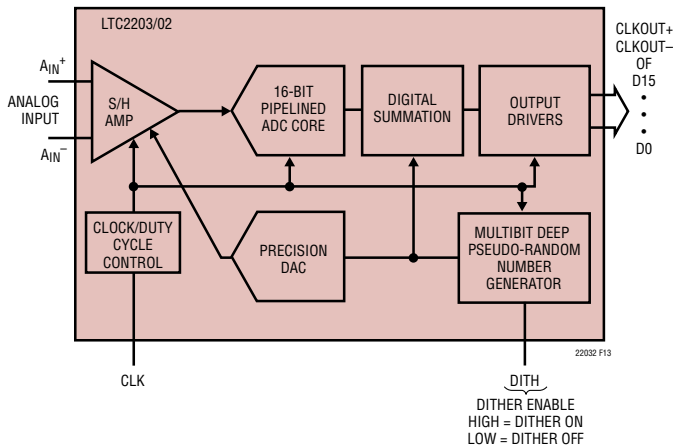 LTC2203/02
CLKOUT+
CLKOUT–
OF
D15
•
•
•
D0
AIN+
ANALOG
INPUT
AIN–
S/H
AMP
16-BIT
PIPELINED
ADC CORE
DIGITAL
SUMMATION
OUTPUT
DRIVERS
CLOCK/DUTY
CYCLE
CONTROL
PRECISION
DAC
MULTIBIT DEEP
PSEUDO-RANDOM
NUMBER
GENERATOR
22032 F13
CLK
DITH
DITHER ENABLE
HIGH = DITHER ON
LOW = DITHER OFF